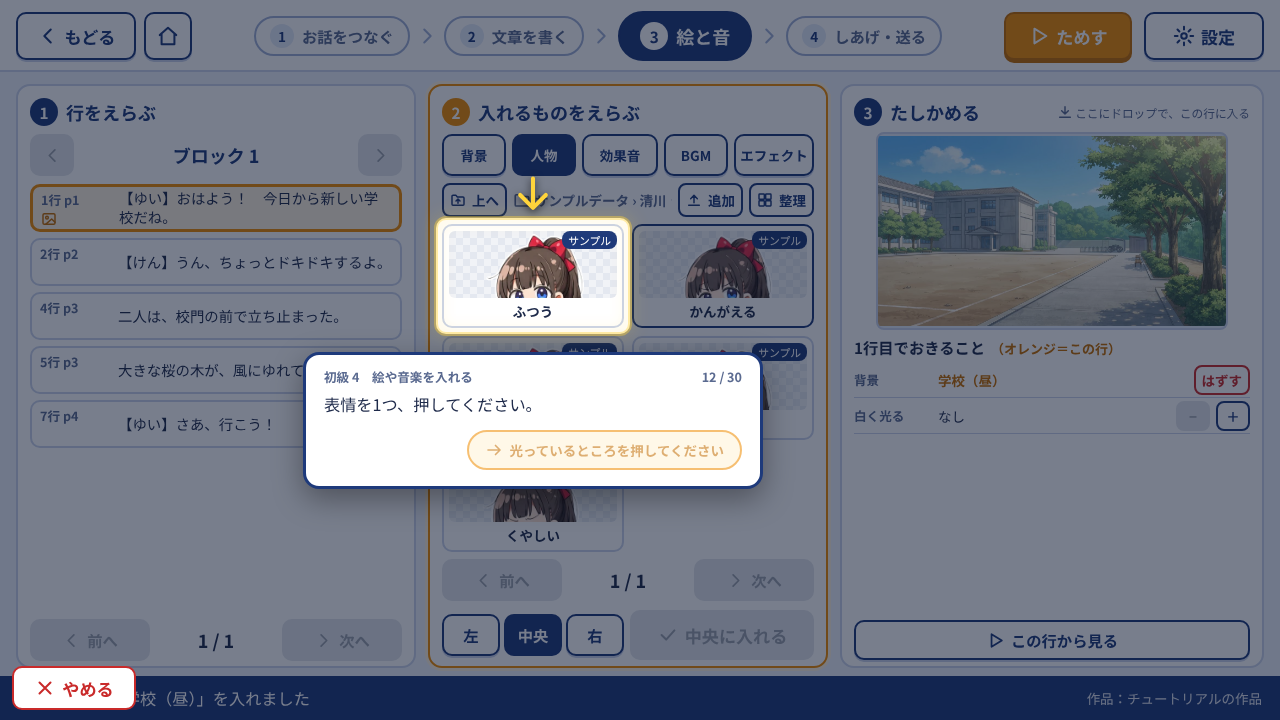 もどる
1 お話をつなぐ
2 文章を書く
3 絵と音
4 しあげ・送る
ためす
設定
1 行をえらぶ
ブロック 1
1行 p1
【ゆい】おはよう！　今日から新しい学
校だね。
2行 p2
【けん】うん、ちょっとドキドキするよ。
4行 p3
二人は、校門の前で立ち止まった。
5行 p3
大きな桜の木が、風にゆれて
7行 p4
【ゆい】さあ、行こう！
前へ
1 / 1
次へ
2 入れるものをえらぶ
背景
人物
効果音
BGM
エフェクト
上へ
ンプルデータ › 清川
追加
整理
サンプル
ふつう
サンプル
かんがえる
サンプル
サンプル
初級 4　絵や音楽を入れる
12 / 30
表情を1つ、押してください。
→ 光っているところを押してください
くやしい
前へ
1 / 1
次へ
左
中央
右
中央に入れる
3 たしかめる
ここにドロップで、この行に入る
1行目でおきること （オレンジ＝この行）
背景
学校（昼）
はずす
白く光る
なし
－
＋
この行から見る
やめる
学校（昼）」を入れました
作品：チュートリアルの作品